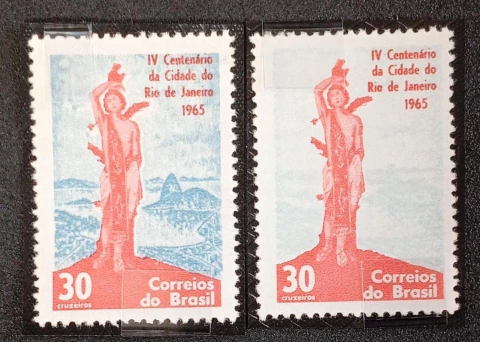 IV Centenário
da Cidade do
Rio de Janeiro
1965
30
cruzeiros
Correios
do Brasil
IV Centenário
da Cidade do
Rio de Janeiro
1965
30
cruzeiros
Correios
do Brasil